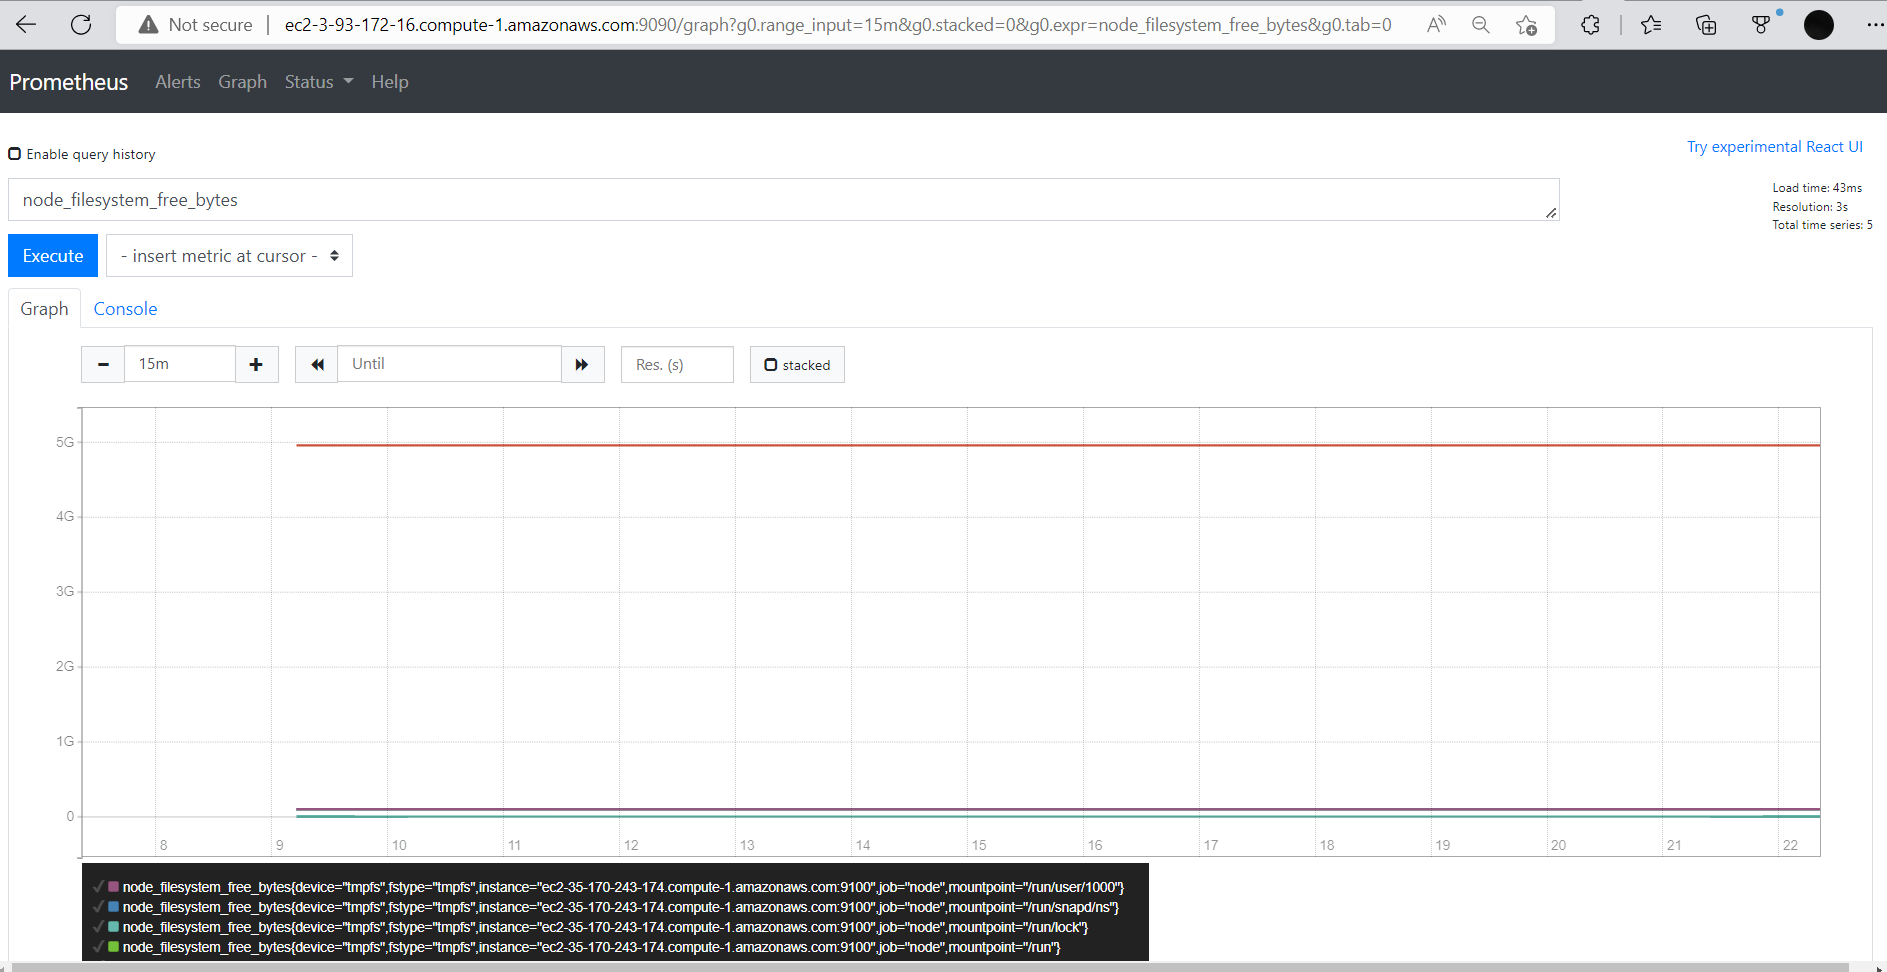 Not secure | ec2-3-93-172-16.compute-1.amazonaws.com:9090/graph?g0.range_input=15m&g0.stacked=0&g0.expr=node_filesystem_free_bytes&g0.tab=0
Prometheus Alerts Graph Status Help
Enable query history
Try experimental React UI
node_filesystem_free_bytes
Load time: 43ms
Resolution: 3s
Total time series: 5
Execute - insert metric at cursor -
Graph Console
15m Until Res. (s) stacked
5G
4G
3G
2G
1G
0
8 9 10 11 12 13 14 15 16 17 18 19 20 21 22
node_filesystem_free_bytes{device="tmpfs",fstype="tmpfs",instance="ec2-35-170-243-174.compute-1.amazonaws.com:9100",job="node",mountpoint="/run/user/1000"}
node_filesystem_free_bytes{device="tmpfs",fstype="tmpfs",instance="ec2-35-170-243-174.compute-1.amazonaws.com:9100",job="node",mountpoint="/run/snapd/ns"}
node_filesystem_free_bytes{device="tmpfs",fstype="tmpfs",instance="ec2-35-170-243-174.compute-1.amazonaws.com:9100",job="node",mountpoint="/run/lock"}
node_filesystem_free_bytes{device="tmpfs",fstype="tmpfs",instance="ec2-35-170-243-174.compute-1.amazonaws.com:9100",job="node",mountpoint="/run"}